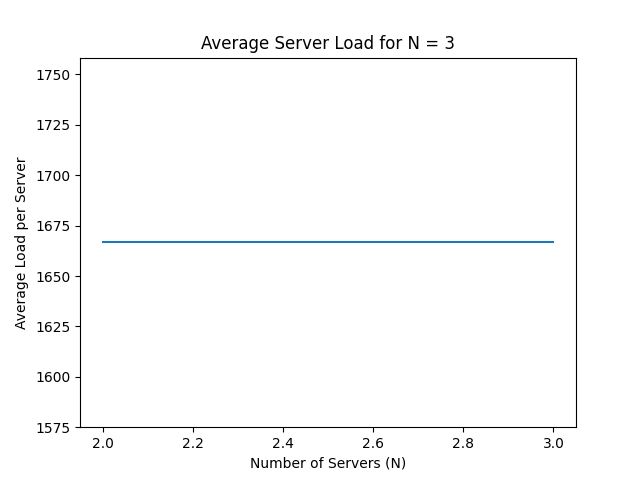 Average Server Load for N = 3
Average Load per Server
1750
1725
1700
1675
1650
1625
1600
1575
2.0 2.2 2.4 2.6 2.8 3.0
Number of Servers (N)